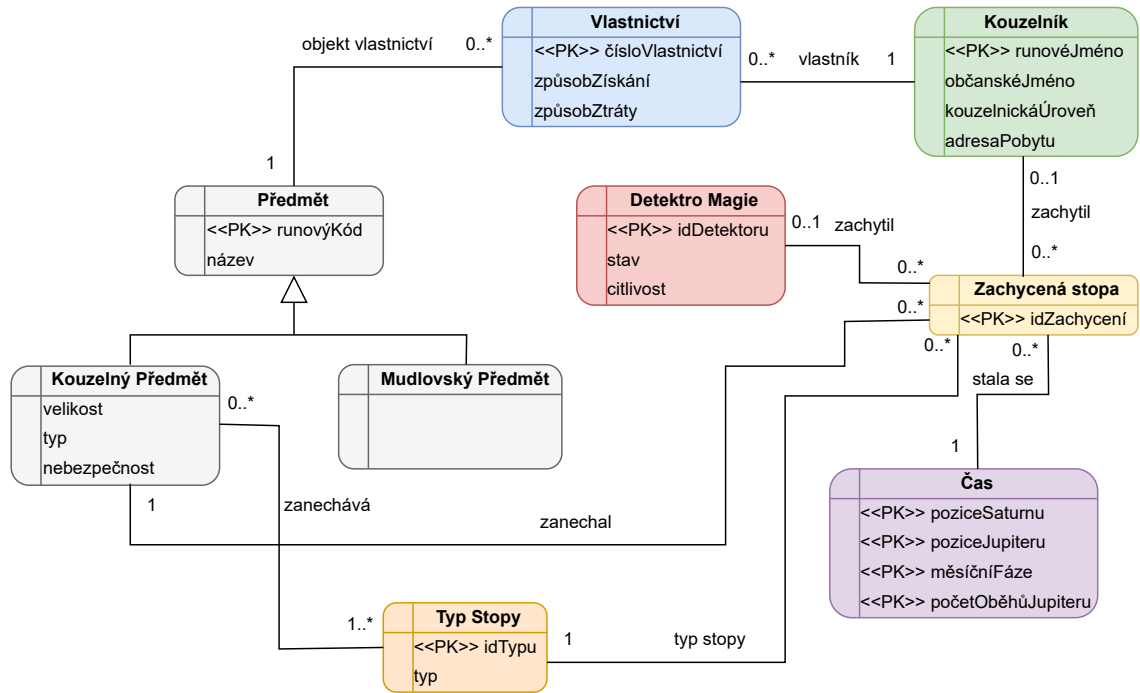 Vlastnictví
<<PK>> čísloVlastnictví
způsobZískání
způsobZtráty
Kouzelník
<<PK>> runovéJméno
občanskéJméno
kouzelnickáÚroveň
adresaPobytu
objekt vlastnictví
0..*
0..*
vlastník
1
1
Předmět
<<PK>> runovýKód
název
Detektro Magie
<<PK>> idDetektoru
stav
citlivost
0..1
zachytil
0..*
0..1
zachytil
0..*
Zachycená stopa
<<PK>> idZachycení
0..*
0..*
0..*
stala se
1
Kouzelný Předmět
velikost
typ
nebezpečnost
0..*
Mudlovský Předmět
1
zanechává
zanechal
Čas
<<PK>> poziceSaturnu
<<PK>> poziceJupiteru
<<PK>> měsíčníFáze
<<PK>> početOběhůJupiteru
1..*
Typ Stopy
<<PK>> idTypu
typ
1
typ stopy